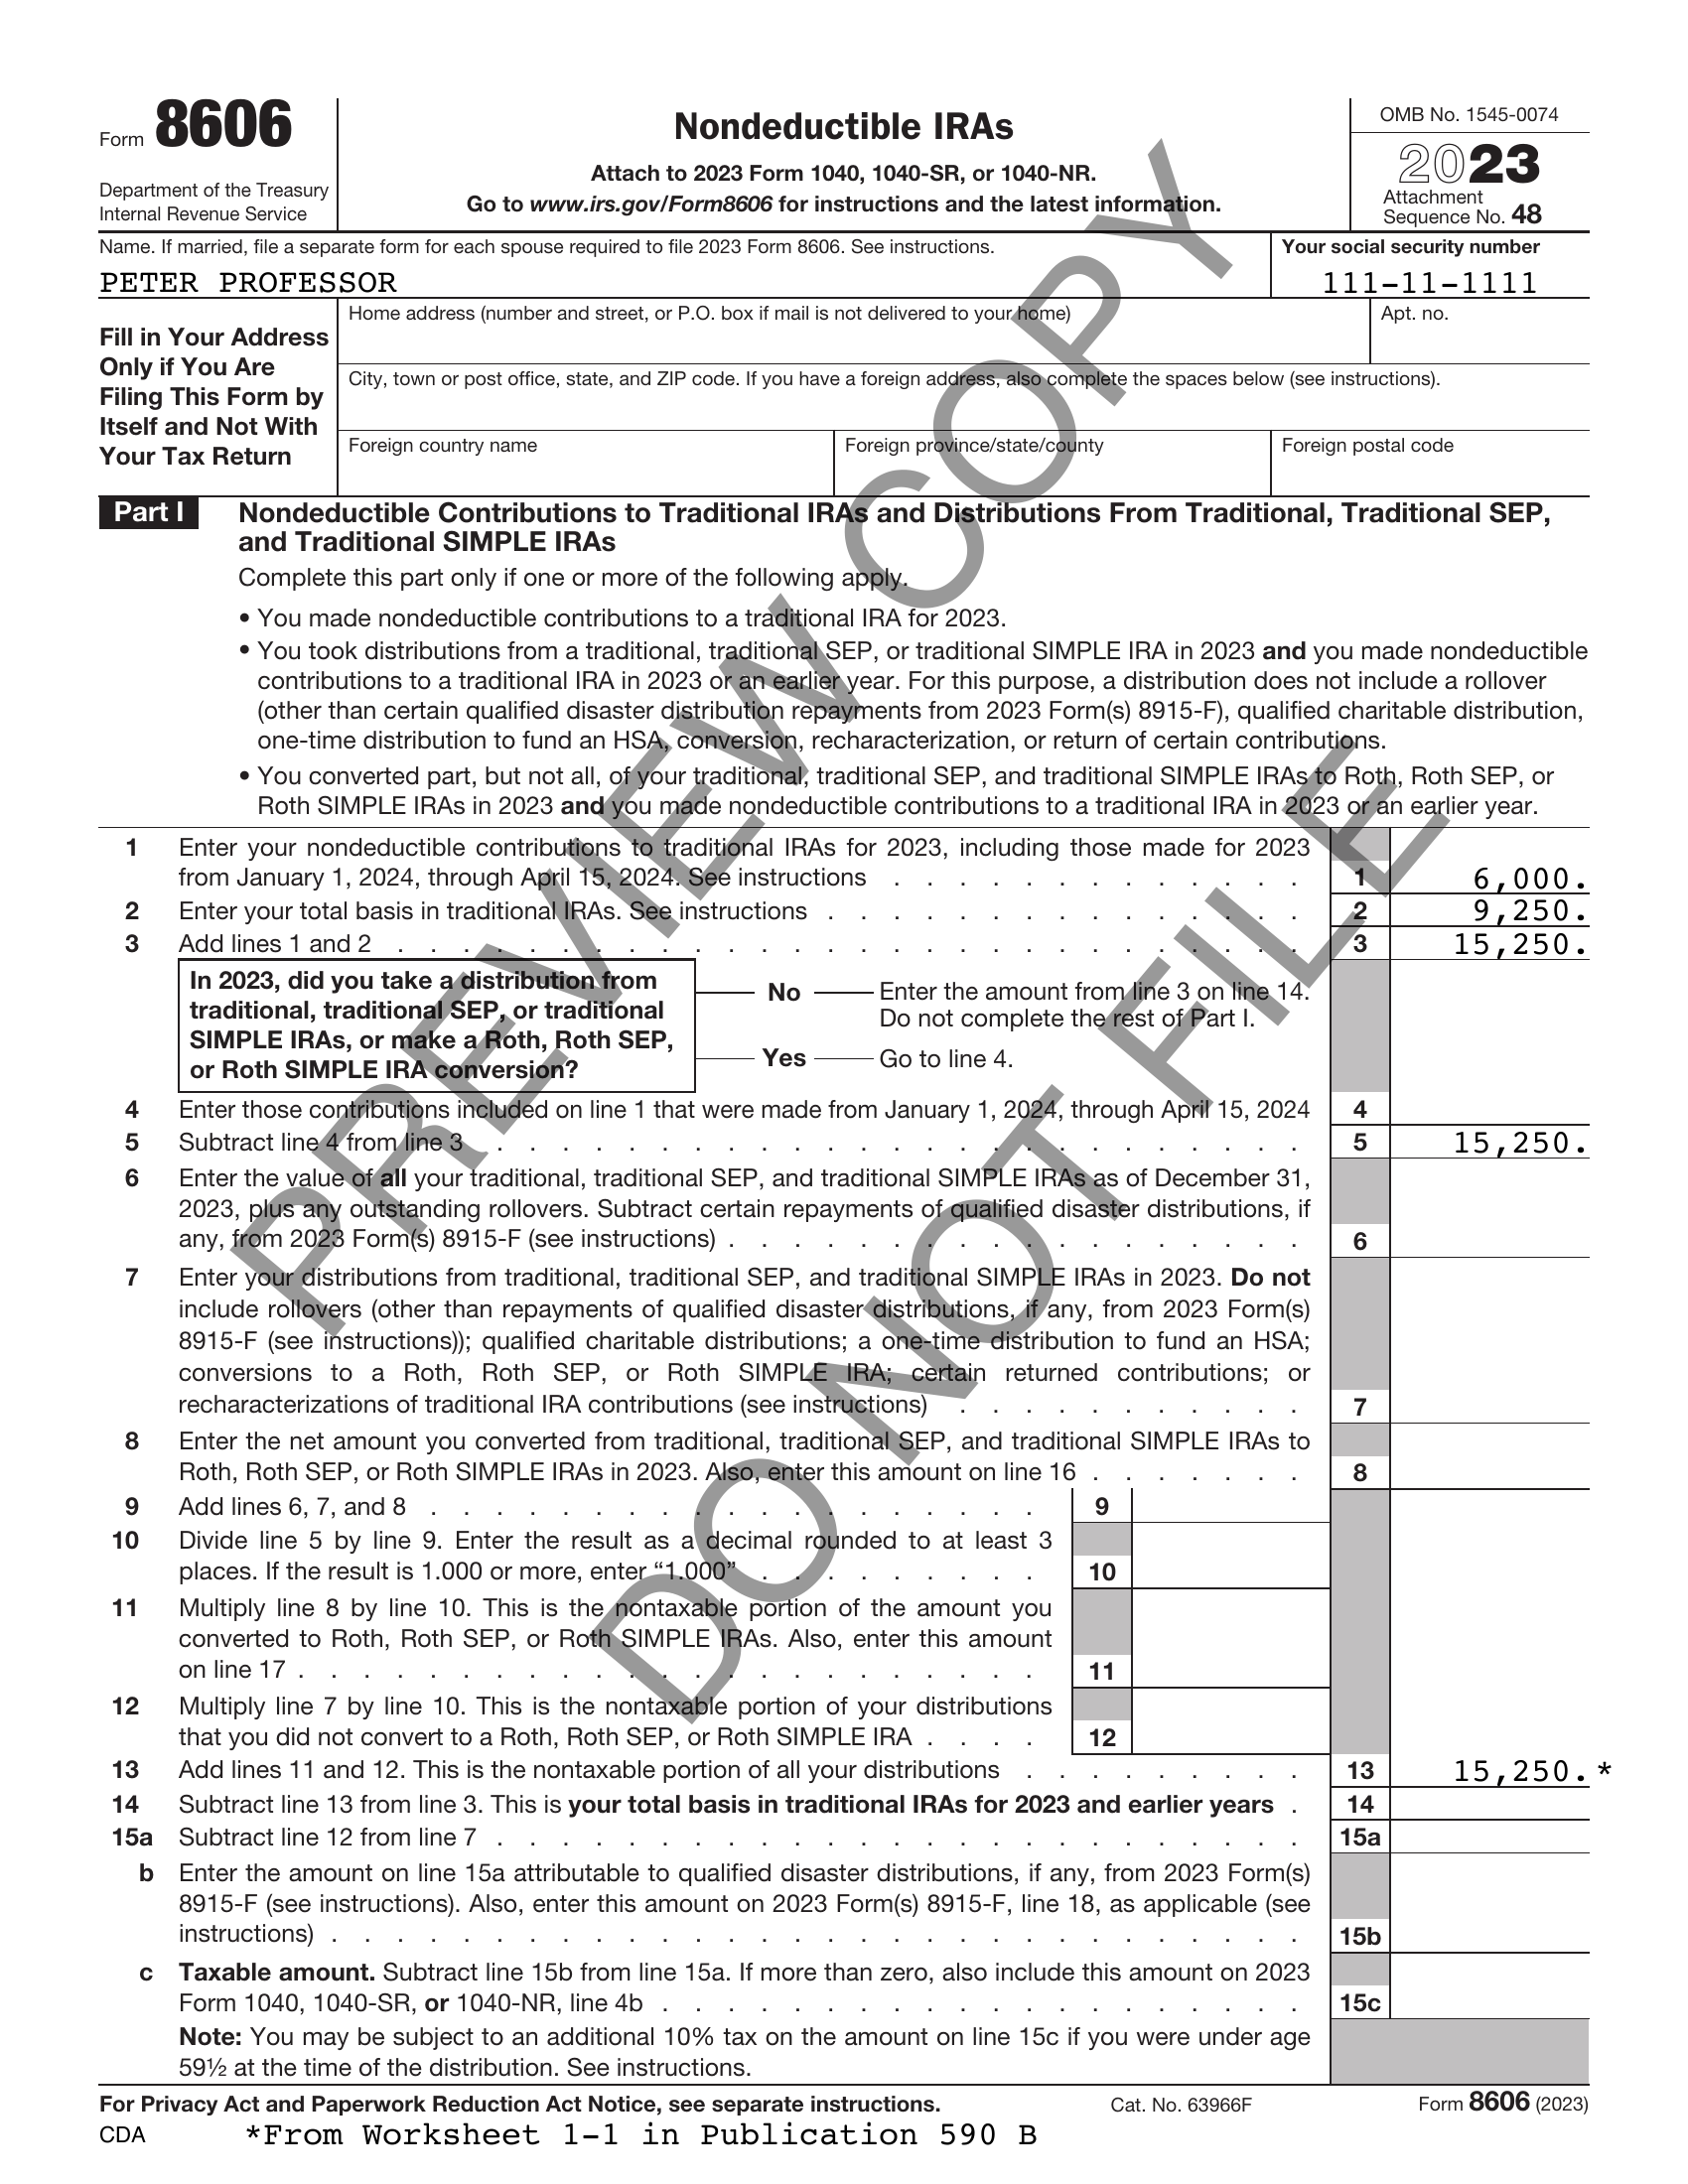 Form 8606
Department of the Treasury
Internal Revenue Service
Nondeductible IRAs
Attach to 2023 Form 1040, 1040-SR, or 1040-NR.
Go to www.irs.gov/Form8606 for instructions and the latest information.
OMB No. 1545-0074
2023
Attachment
Sequence No. 48
Name. If married, file a separate form for each spouse required to file 2023 Form 8606. See instructions.
PETER PROFESSOR
Your social security number
111-11-1111
Fill in Your Address
Only if You Are
Filing This Form by
Itself and Not With
Your Tax Return
Home address (number and street, or P.O. box if mail is not delivered to your home)
Apt. no.
City, town or post office, state, and ZIP code. If you have a foreign address, also complete the spaces below (see instructions).
Foreign country name
Foreign province/state/county
Foreign postal code
Part I
Nondeductible Contributions to Traditional IRAs and Distributions From Traditional, Traditional SEP,
and Traditional SIMPLE IRAs
Complete this part only if one or more of the following apply.
• You made nondeductible contributions to a traditional IRA for 2023.
• You took distributions from a traditional, traditional SEP, or traditional SIMPLE IRA in 2023 and you made nondeductible
contributions to a traditional IRA in 2023 or an earlier year. For this purpose, a distribution does not include a rollover
(other than certain qualified disaster distribution repayments from 2023 Form(s) 8915-F), qualified charitable distribution,
one-time distribution to fund an HSA, conversion, recharacterization, or return of certain contributions.
• You converted part, but not all, of your traditional, traditional SEP, and traditional SIMPLE IRAs to Roth, Roth SEP, or
Roth SIMPLE IRAs in 2023 and you made nondeductible contributions to a traditional IRA in 2023 or an earlier year.
1 Enter your nondeductible contributions to traditional IRAs for 2023, including those made for 2023
from January 1, 2024, through April 15, 2024. See instructions . . . . . . . . . . . . . 1 6,000.
2 Enter your total basis in traditional IRAs. See instructions . . . . . . . . . . . . . . . 2 9,250.
3 Add lines 1 and 2 . . . . . . . . . . . . . . . . . . . . . . . . . . . . 3 15,250.
In 2023, did you take a distribution from
traditional, traditional SEP, or traditional
SIMPLE IRAs, or make a Roth, Roth SEP,
or Roth SIMPLE IRA conversion?
No Enter the amount from line 3 on line 14.
Do not complete the rest of Part I.
Yes Go to line 4.
4 Enter those contributions included on line 1 that were made from January 1, 2024, through April 15, 2024 4
5 Subtract line 4 from line 3 . . . . . . . . . . . . . . . . . . . . . . . . . 5 15,250.
6 Enter the value of all your traditional, traditional SEP, and traditional SIMPLE IRAs as of December 31,
2023, plus any outstanding rollovers. Subtract certain repayments of qualified disaster distributions, if
any, from 2023 Form(s) 8915-F (see instructions) . . . . . . . . . . . . . . . . . . 6
7 Enter your distributions from traditional, traditional SEP, and traditional SIMPLE IRAs in 2023. Do not
include rollovers (other than repayments of qualified disaster distributions, if any, from 2023 Form(s)
8915-F (see instructions)); qualified charitable distributions; a one-time distribution to fund an HSA;
conversions to a Roth, Roth SEP, or Roth SIMPLE IRA; certain returned contributions; or
recharacterizations of traditional IRA contributions (see instructions) . . . . . . . . . . . 7
8 Enter the net amount you converted from traditional, traditional SEP, and traditional SIMPLE IRAs to
Roth, Roth SEP, or Roth SIMPLE IRAs in 2023. Also, enter this amount on line 16 . . . . . . . 8
9 Add lines 6, 7, and 8 . . . . . . . . . . . . . . . . . . . 9
10 Divide line 5 by line 9. Enter the result as a decimal rounded to at least 3
places. If the result is 1.000 or more, enter “1.000” . . . . . . . . . 10
11 Multiply line 8 by line 10. This is the nontaxable portion of the amount you
converted to Roth, Roth SEP, or Roth SIMPLE IRAs. Also, enter this amount
on line 17 . . . . . . . . . . . . . . . . . . . . . . . 11
12 Multiply line 7 by line 10. This is the nontaxable portion of your distributions
that you did not convert to a Roth, Roth SEP, or Roth SIMPLE IRA . . . . 12
13 Add lines 11 and 12. This is the nontaxable portion of all your distributions . . . . . . . . . 13 15,250.*
14 Subtract line 13 from line 3. This is your total basis in traditional IRAs for 2023 and earlier years . 14
15a Subtract line 12 from line 7 . . . . . . . . . . . . . . . . . . . . . . . . . 15a
b Enter the amount on line 15a attributable to qualified disaster distributions, if any, from 2023 Form(s)
8915-F (see instructions). Also, enter this amount on 2023 Form(s) 8915-F, line 18, as applicable (see
instructions) . . . . . . . . . . . . . . . . . . . . . . . . . . . . . . 15b
c Taxable amount. Subtract line 15b from line 15a. If more than zero, also include this amount on 2023
Form 1040, 1040-SR, or 1040-NR, line 4b . . . . . . . . . . . . . . . . . . . . 15c
Note: You may be subject to an additional 10% tax on the amount on line 15c if you were under age
59½ at the time of the distribution. See instructions.
For Privacy Act and Paperwork Reduction Act Notice, see separate instructions.
Cat. No. 63966F
Form 8606 (2023)
CDA
*From Worksheet 1-1 in Publication 590 B
PREVIEW COPY
DO NOT FILE